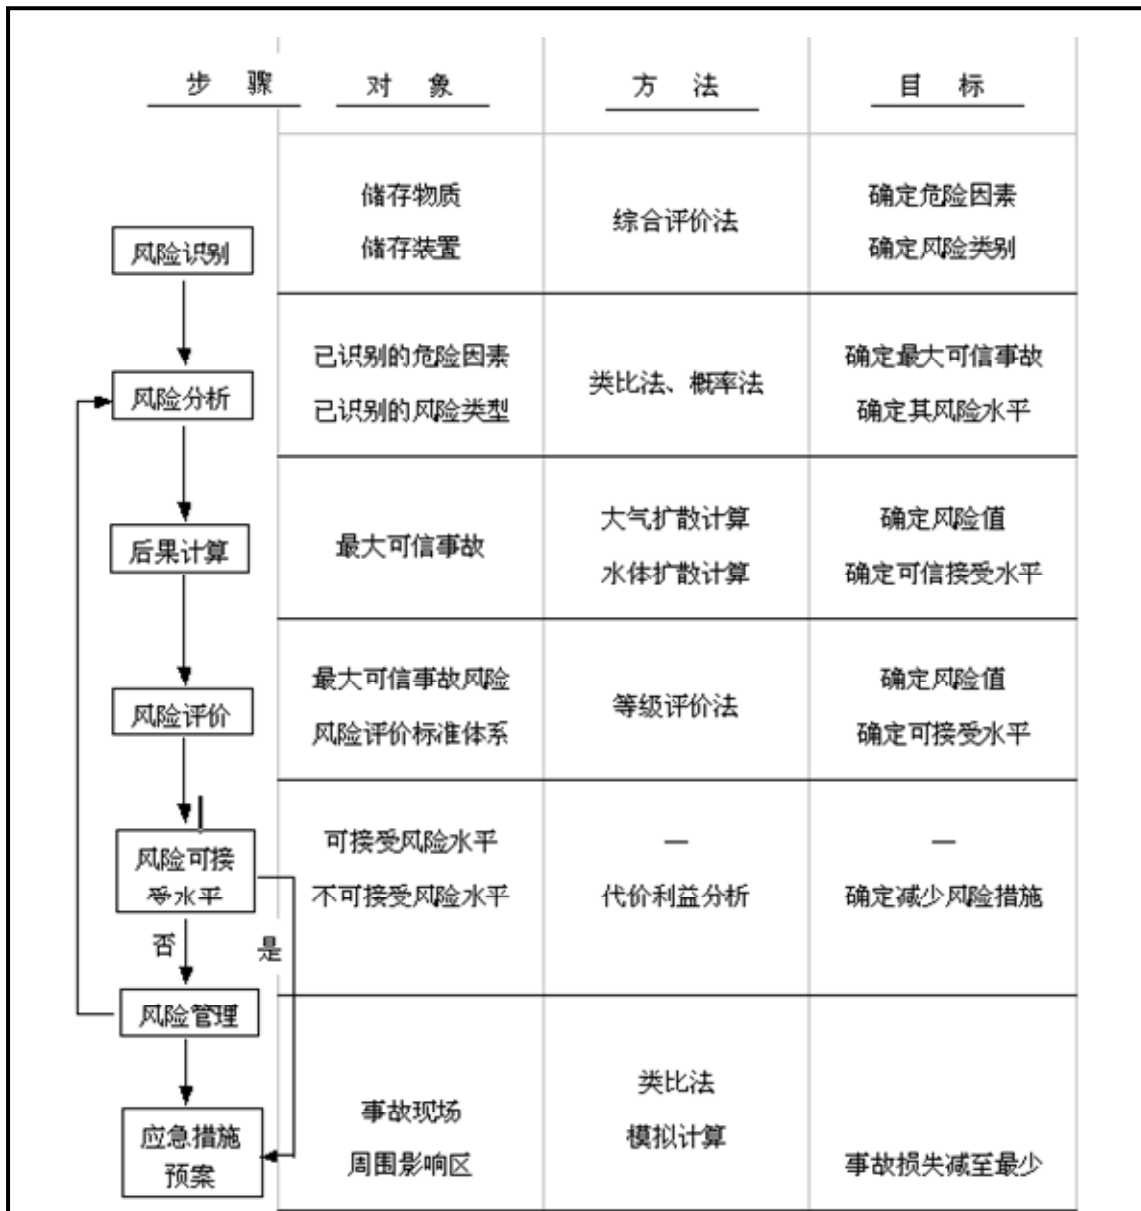 步 骤 对 象 方 法 目 标
储存物质
储存装置
综合评价法
确定危险因素
确定风险类别
风险识别
已识别的危险因素
已识别的风险类型
类比法、概率法
确定最大可信事故
确定其风险水平
风险分析
后果计算
最大可信事故
大气扩散计算
水体扩散计算
确定风险值
确定可信接受水平
风险评价
最大可信事故风险
风险评价标准体系
等级评价法
确定风险值
确定可接受水平
风险可接
受水平
可接受风险水平
不可接受风险水平
—
代价利益分析
—
确定减少风险措施
否
是
风险管理
应急措施
预案
事故现场
周围影响区
类比法
模拟计算
事故损失减至最少